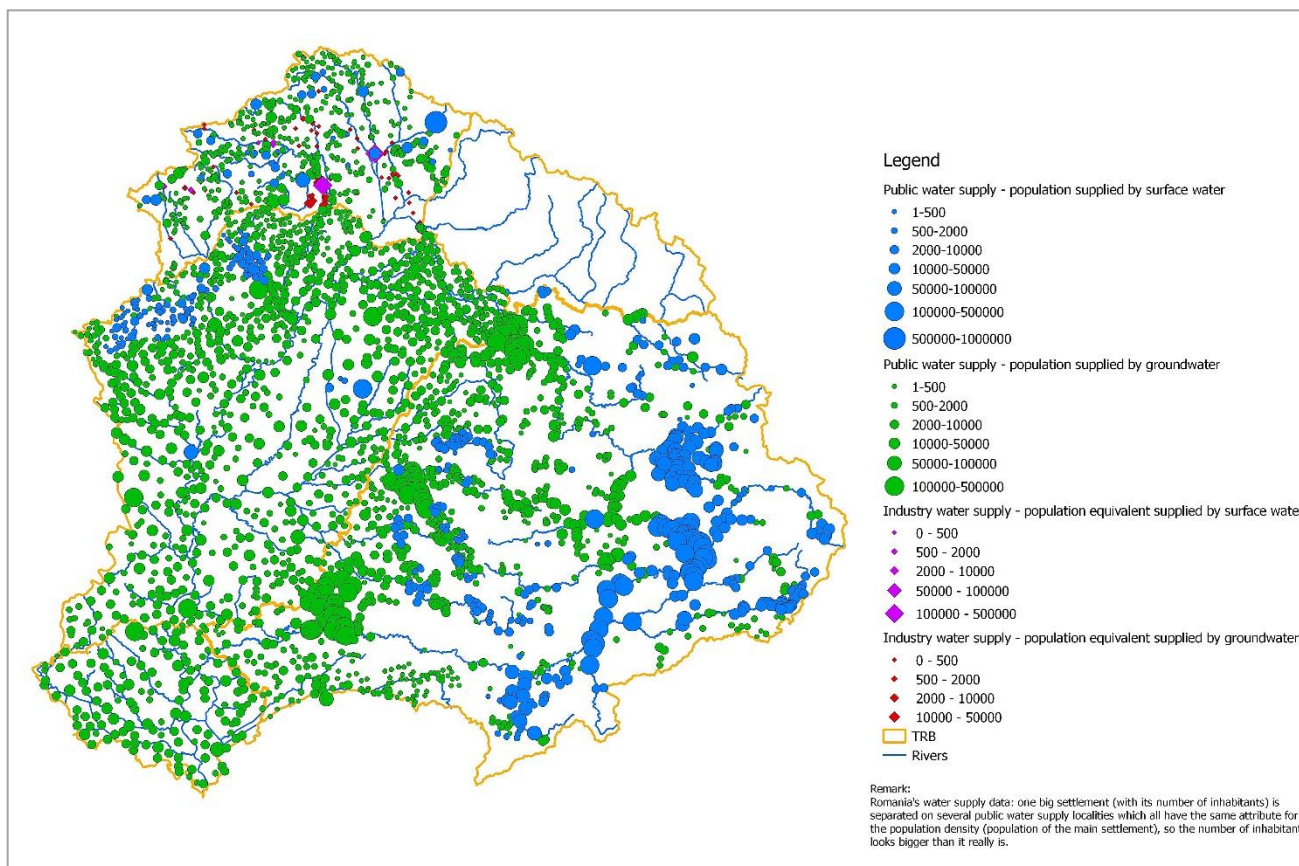 Legend
Public water supply - population supplied by surface water
1-500
500-2000
2000-10000
10000-50000
50000-100000
100000-500000
500000-1000000
Public water supply - population supplied by groundwater
1-500
500-2000
2000-10000
10000-50000
50000-100000
100000-500000
Industry water supply - population equivalent supplied by surface wate
0 - 500
500 - 2000
2000 - 10000
50000 - 100000
100000 - 500000
Industry water supply - population equivalent supplied by groundwater
0 - 500
500 - 2000
2000 - 10000
10000 - 50000
TRB
Rivers
Remark:
Romania's water supply data: one big settlement (with its number of inhabitants) is
separated on several public water supply localities which all have the same attribute for
the population density (population of the main settlement), so the number of inhabitant
looks bigger than it really is.